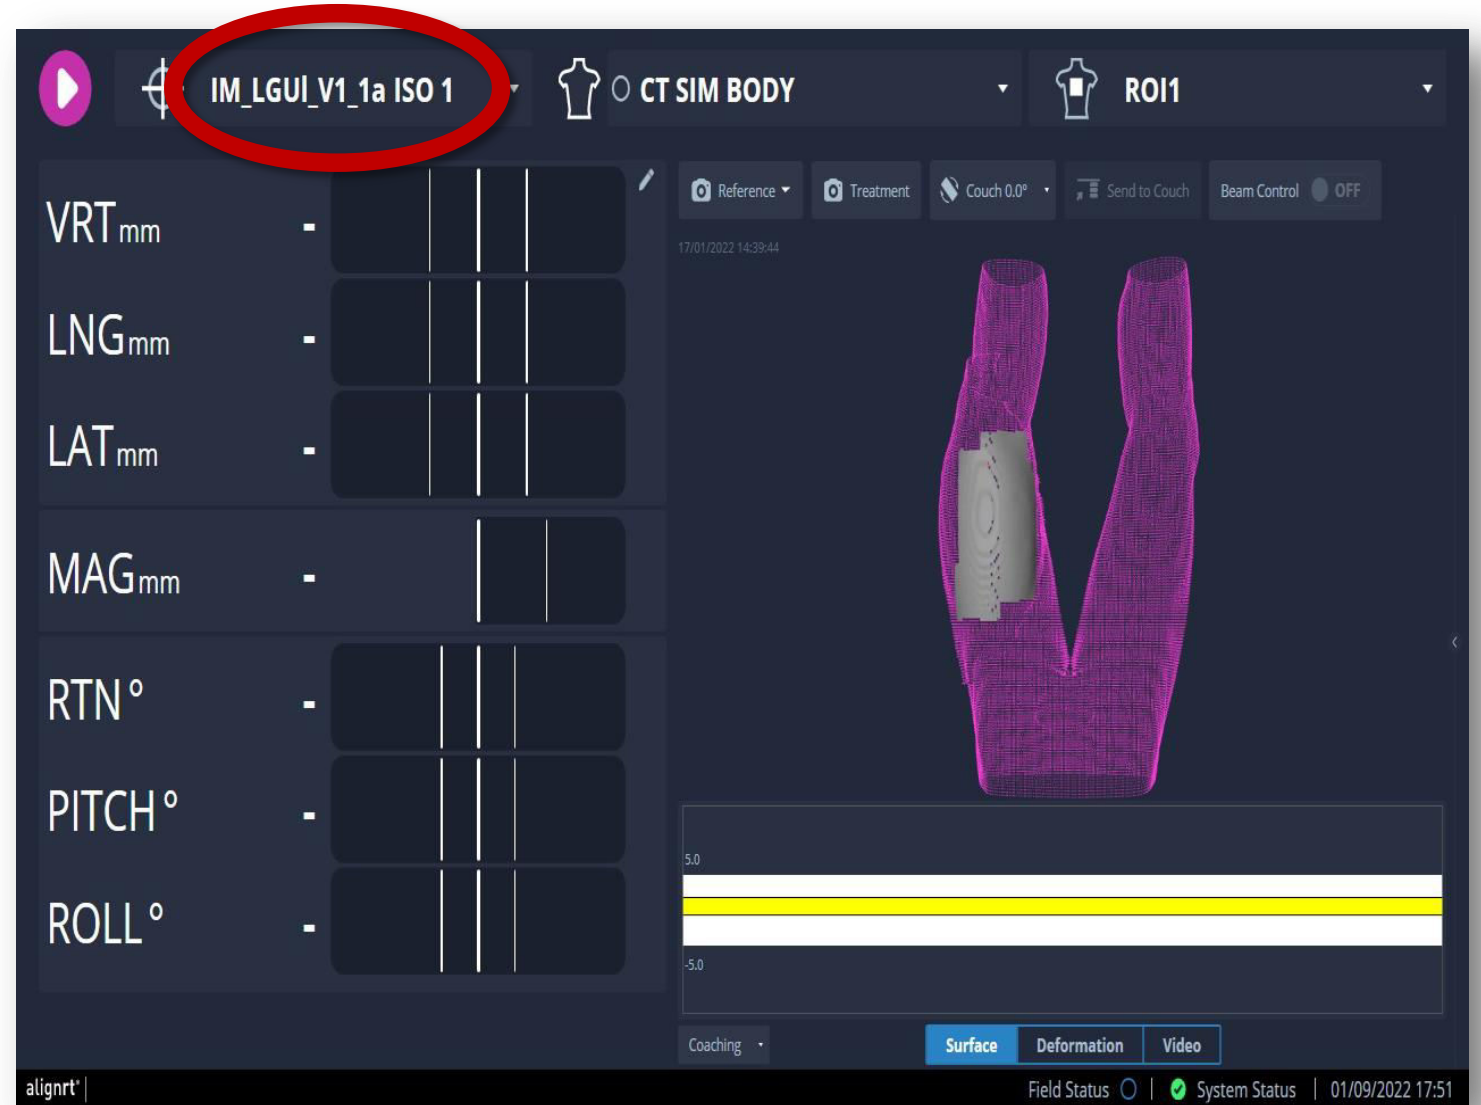 IM_LGUl_V1_1a ISO 1
CT SIM BODY
ROI1
VRT mm -
LNG mm -
LAT mm -
MAG mm -
RTN° -
PITCH° -
ROLL° -
Reference
Treatment
Couch 0.0°
Send to Couch
Beam Control OFF
17/01/2022 14:39:44
5.0
-5.0
Coaching
Surface
Deformation
Video
alignrt®
Field Status
System Status
01/09/2022 17:51